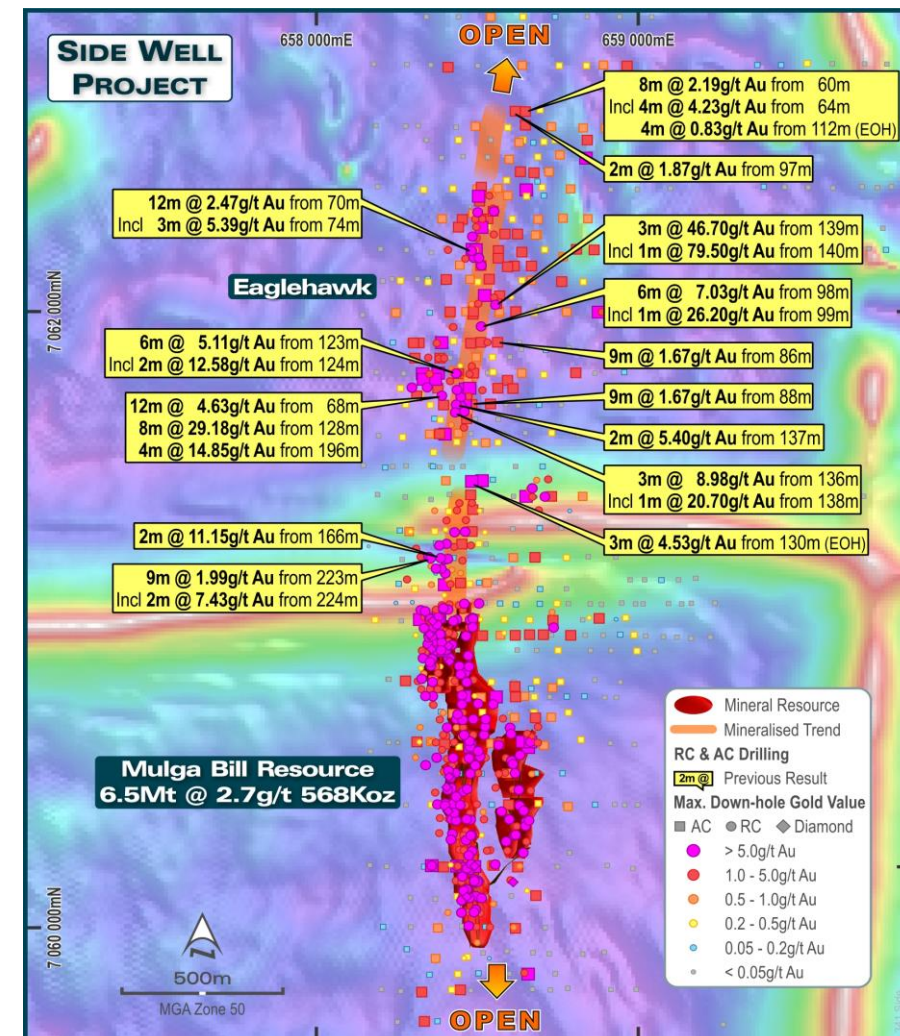 SIDE WELL
PROJECT
658 000mE
OPEN
659 000mE
8m @ 2.19g/t Au from 60m
Incl 4m @ 4.23g/t Au from 64m
4m @ 0.83g/t Au from 112m (EOH)
2m @ 1.87g/t Au from 97m
12m @ 2.47g/t Au from 70m
Incl 3m @ 5.39g/t Au from 74m
3m @ 46.70g/t Au from 139m
Incl 1m @ 79.50g/t Au from 140m
Eaglehawk
7 062 000mN
6m @ 7.03g/t Au from 98m
Incl 1m @ 26.20g/t Au from 99m
6m @ 5.11g/t Au from 123m
Incl 2m @ 12.58g/t Au from 124m
9m @ 1.67g/t Au from 86m
12m @ 4.63g/t Au from 68m
8m @ 29.18g/t Au from 128m
4m @ 14.85g/t Au from 196m
9m @ 1.67g/t Au from 88m
2m @ 5.40g/t Au from 137m
3m @ 8.98g/t Au from 136m
Incl 1m @ 20.70g/t Au from 138m
2m @ 11.15g/t Au from 166m
3m @ 4.53g/t Au from 130m (EOH)
9m @ 1.99g/t Au from 223m
Incl 2m @ 7.43g/t Au from 224m
Mulga Bill Resource
6.5Mt @ 2.7g/t 568Koz
Mineral Resource
Mineralised Trend
RC & AC Drilling
2m @ Previous Result
Max. Down-hole Gold Value
AC RC Diamond
> 5.0g/t Au
1.0 - 5.0g/t Au
0.5 - 1.0g/t Au
0.2 - 0.5g/t Au
0.05 - 0.2g/t Au
< 0.05g/t Au
7 060 000mN
N
500m
MGA Zone 50
OPEN